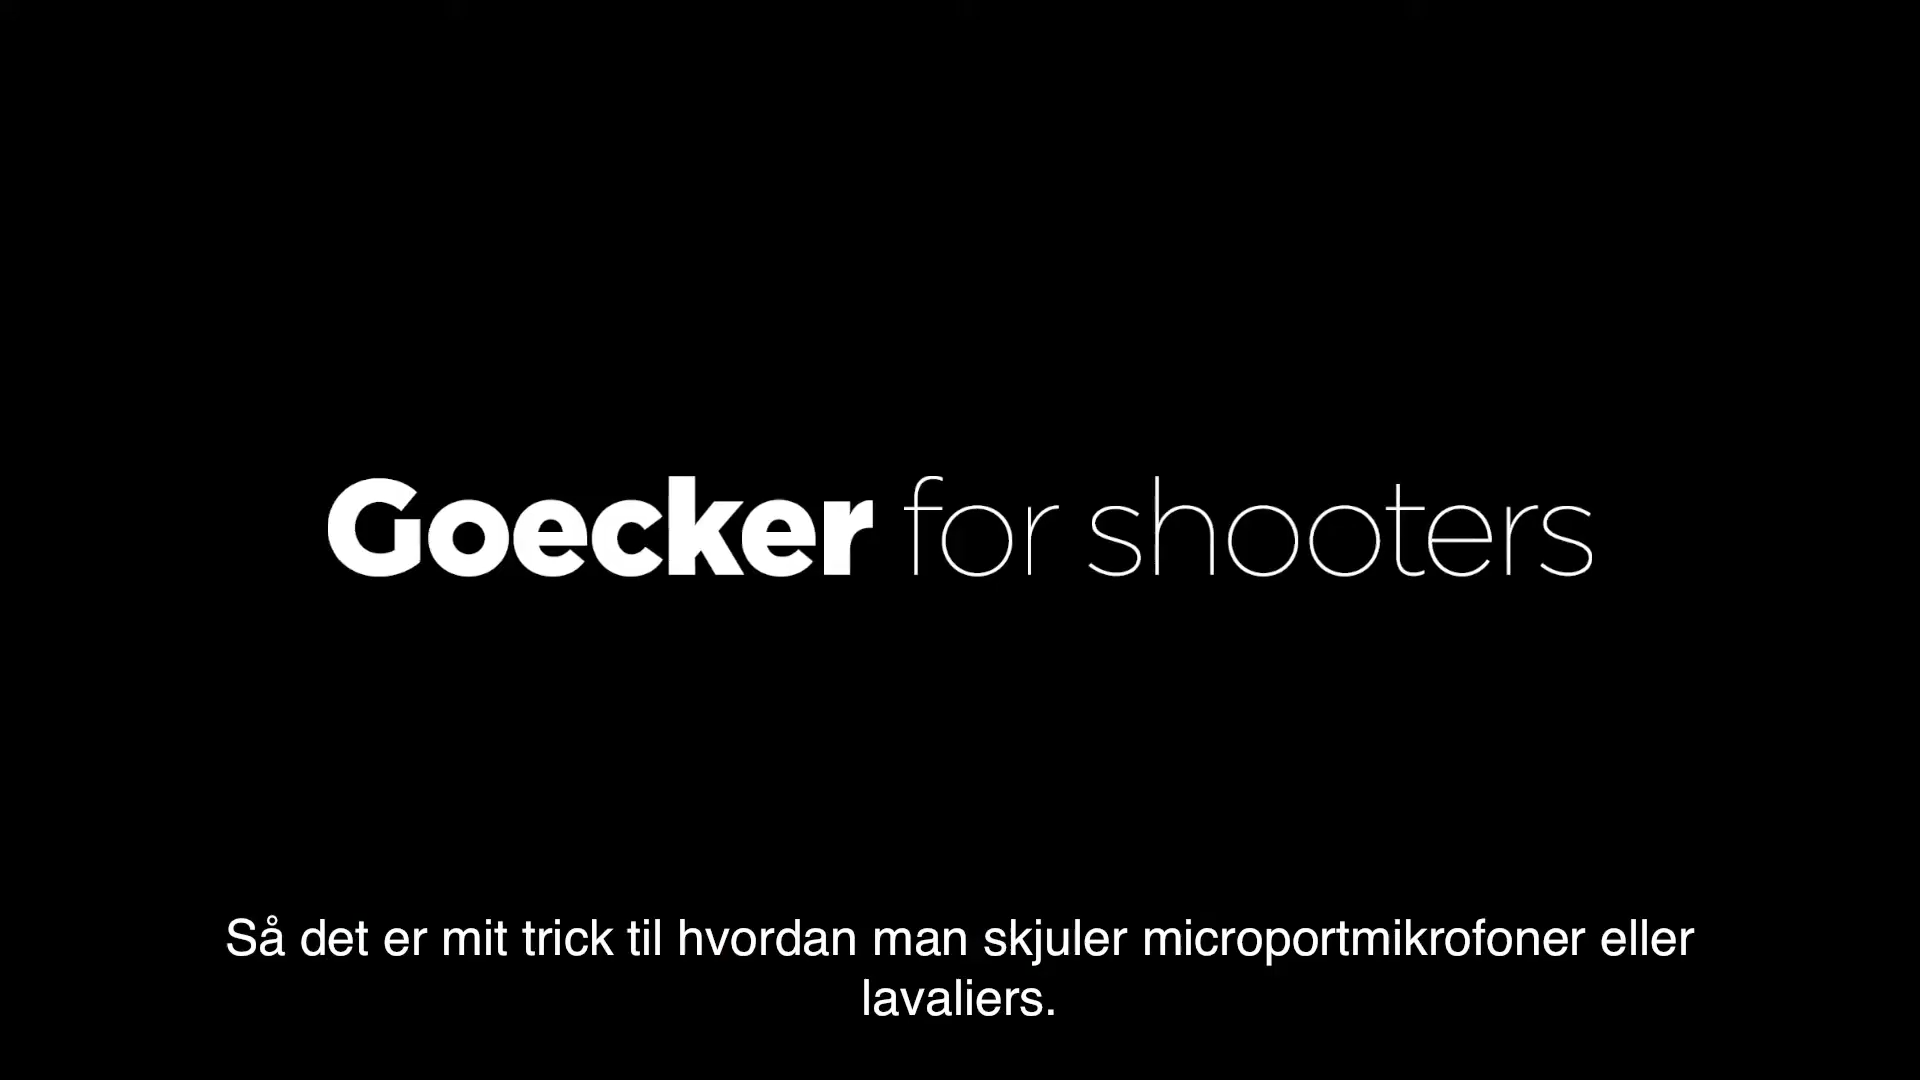 Goecker for shooters
Så det er mit trick til hvordan man skjuler microportmikrofoner eller
lavaliers.